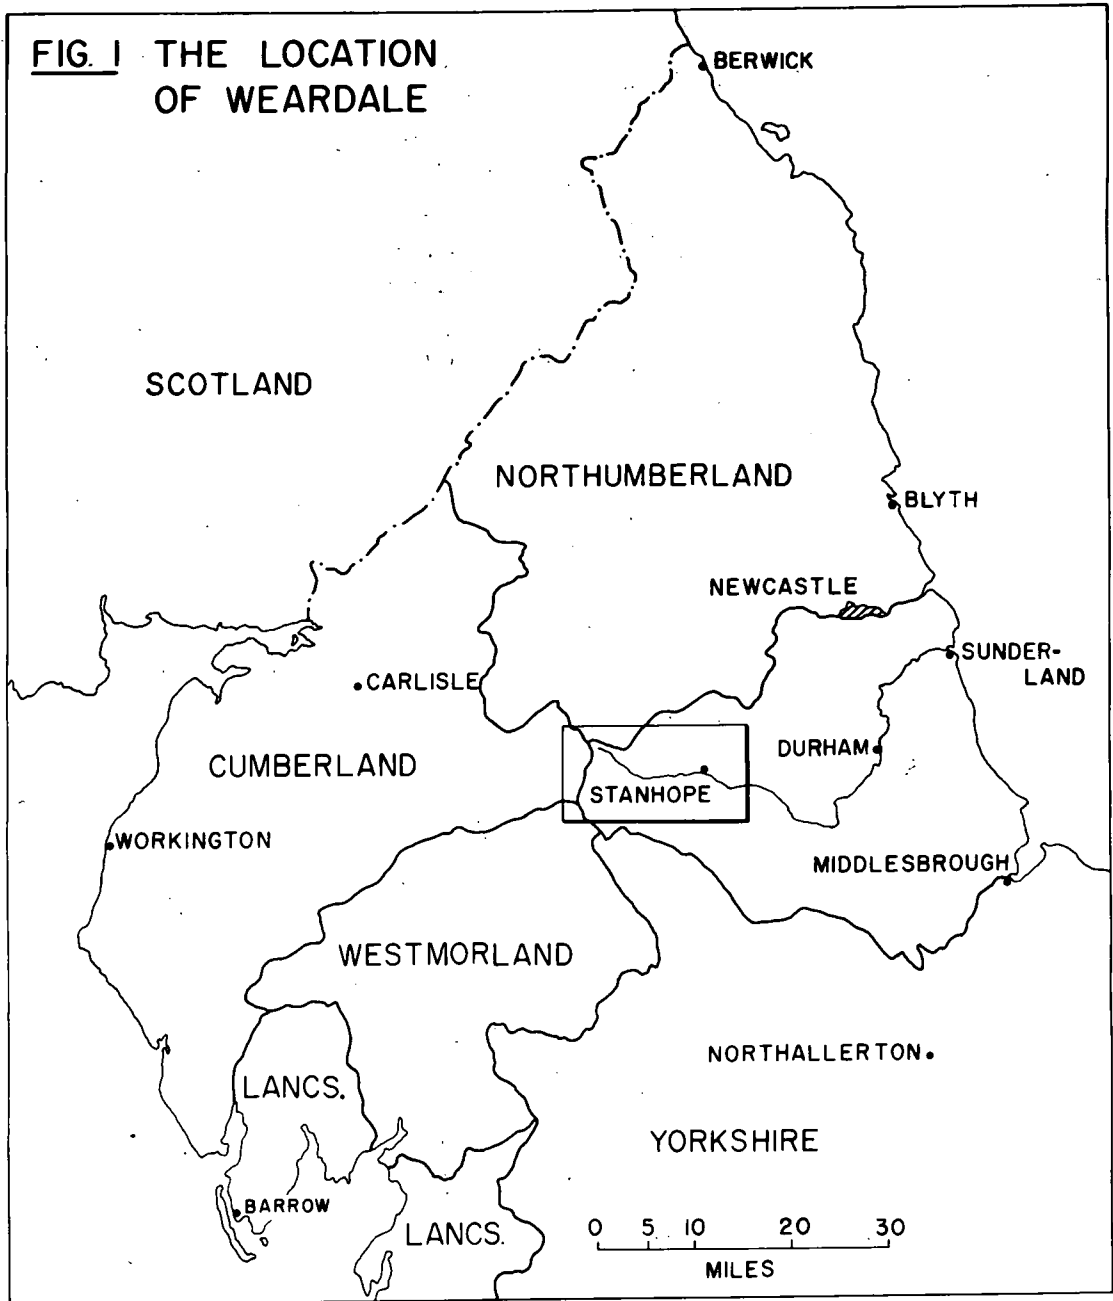 FIG. 1 THE LOCATION
OF WEARDALE
BERWICK
SCOTLAND
NORTHUMBERLAND
BLYTH
NEWCASTLE
SUNDER-
LAND
CARLISLE
DURHAM
CUMBERLAND
STANHOPE
WORKINGTON
MIDDLESBROUGH
WESTMORLAND
NORTHALLERTON
LANCS.
YORKSHIRE
BARROW
LANCS.
0 5 10 20 30
MILES